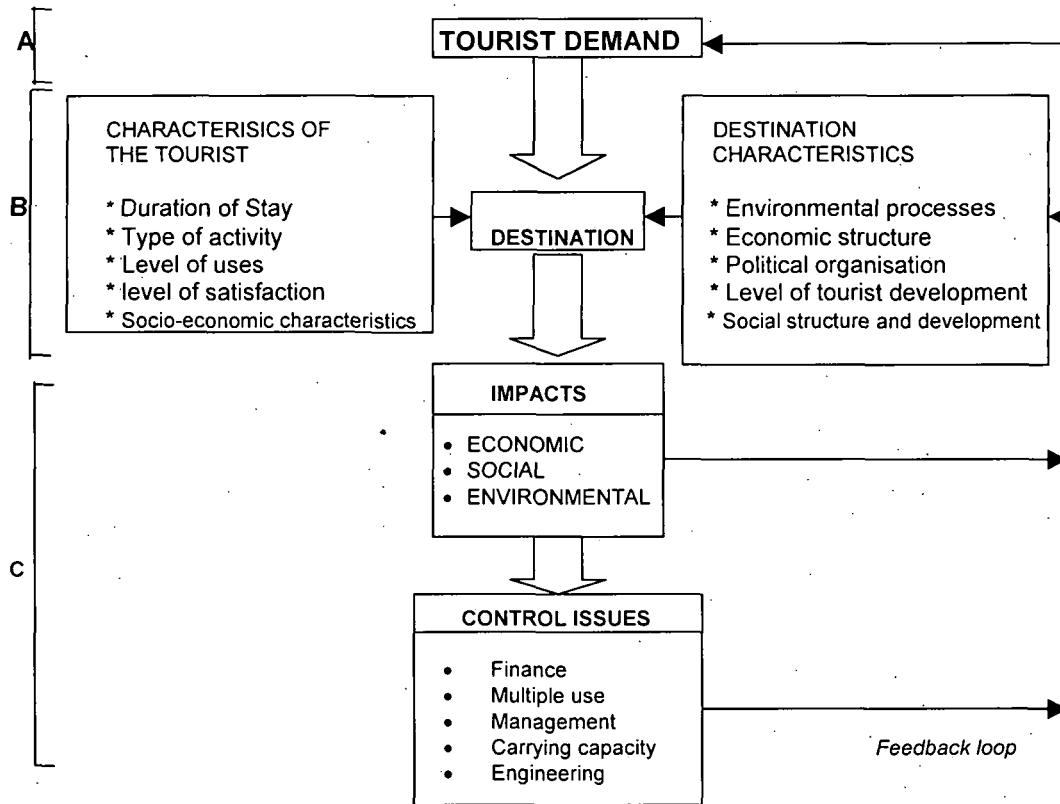 A
TOURIST DEMAND
B
CHARACTERISICS OF
THE TOURIST
* Duration of Stay
* Type of activity
* Level of uses
* level of satisfaction
* Socio-economic characteristics
DESTINATION
DESTINATION
CHARACTERISTICS
* Environmental processes
* Economic structure
* Political organisation
* Level of tourist development
* Social structure and development
C
IMPACTS
• ECONOMIC
• SOCIAL
• ENVIRONMENTAL
CONTROL ISSUES
• Finance
• Multiple use
• Management
• Carrying capacity
• Engineering
Feedback loop